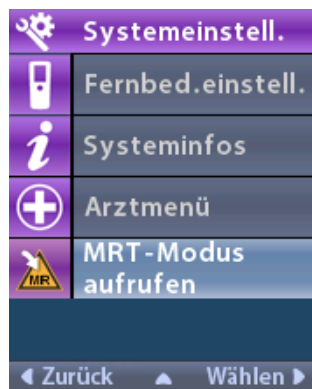 Systemeinstell.
Fernbed.einstell.
Systeminfos
Arztmenü
MR
MRT-Modus
aufrufen
Zurück Wählen